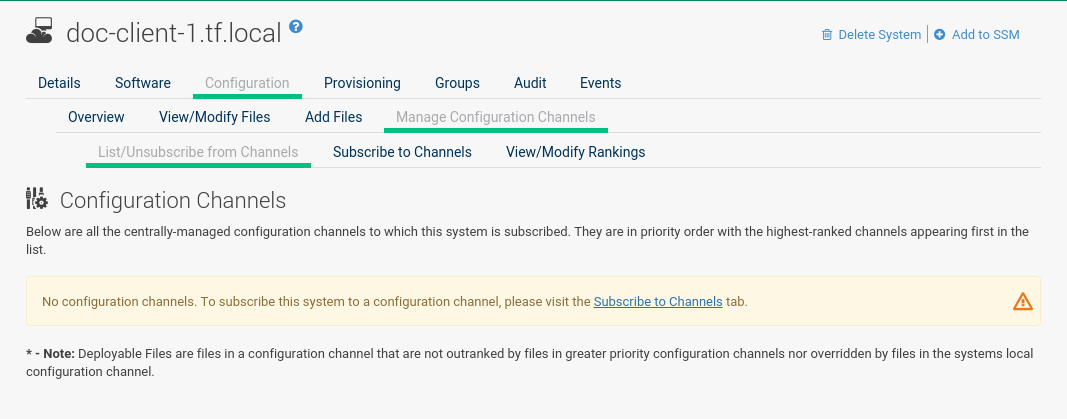 doc-client-1.tf.local ?
Delete System | Add to SSM
Details Software Configuration Provisioning Groups Audit Events
Overview View/Modify Files Add Files Manage Configuration Channels
List/Unsubscribe from Channels Subscribe to Channels View/Modify Rankings
Configuration Channels
Below are all the centrally-managed configuration channels to which this system is subscribed. They are in priority order with the highest-ranked channels appearing first in the
list.
No configuration channels. To subscribe this system to a configuration channel, please visit the Subscribe to Channels tab.
* - Note: Deployable Files are files in a configuration channel that are not outranked by files in greater priority configuration channels nor overridden by files in the systems local
configuration channel.